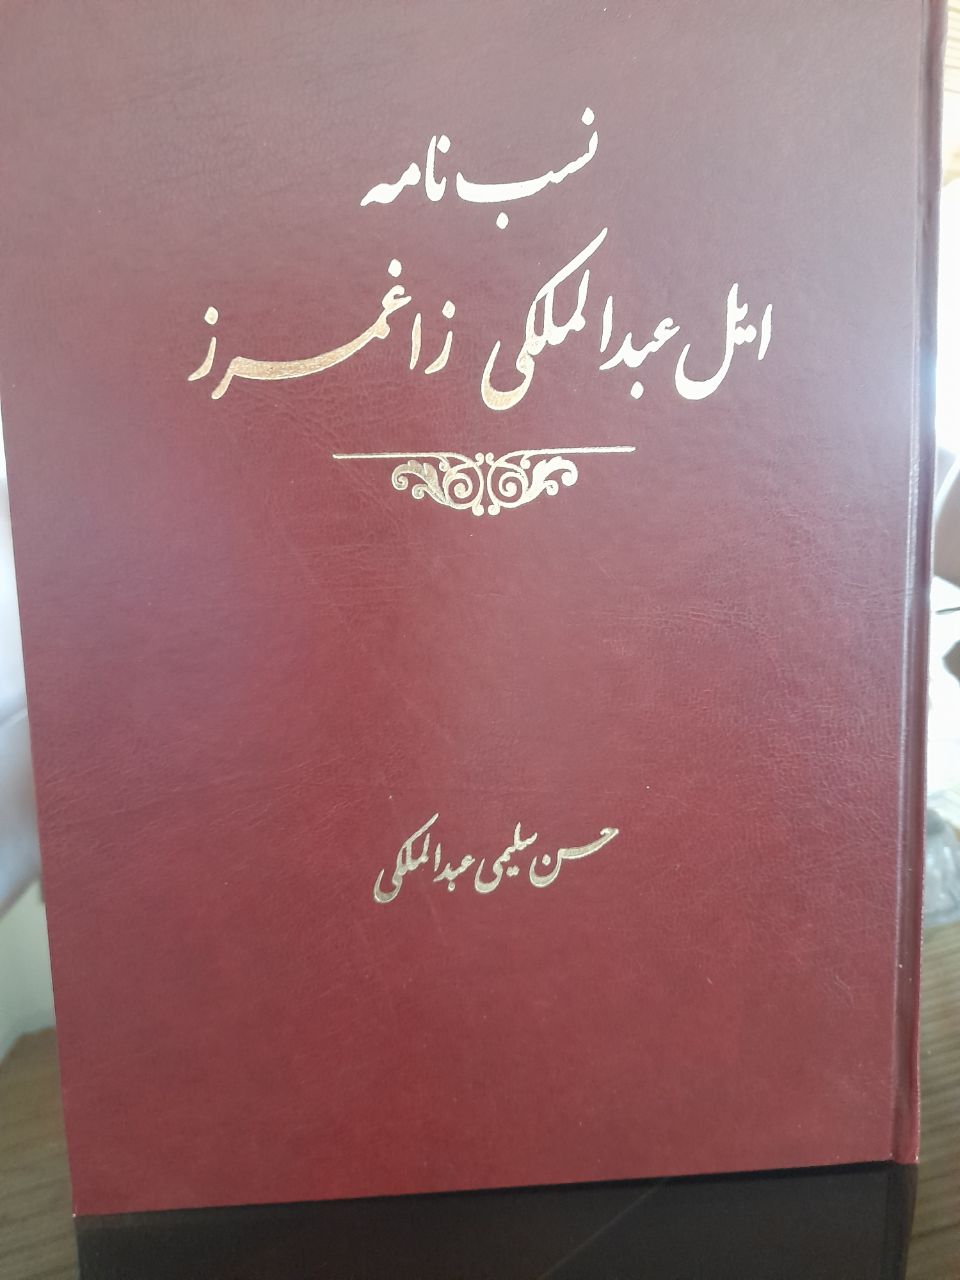 نسب نامه
ایل عبدالملکی زاغمرز
حسن سلیمی عبدالملکی